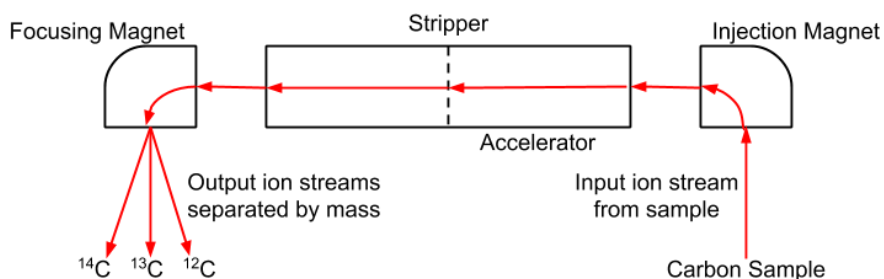 Stripper
Focusing Magnet
Injection Magnet
Accelerator
Output ion streams
separated by mass
Input ion stream
from sample
¹⁴C ¹³C ¹²C
Carbon Sample